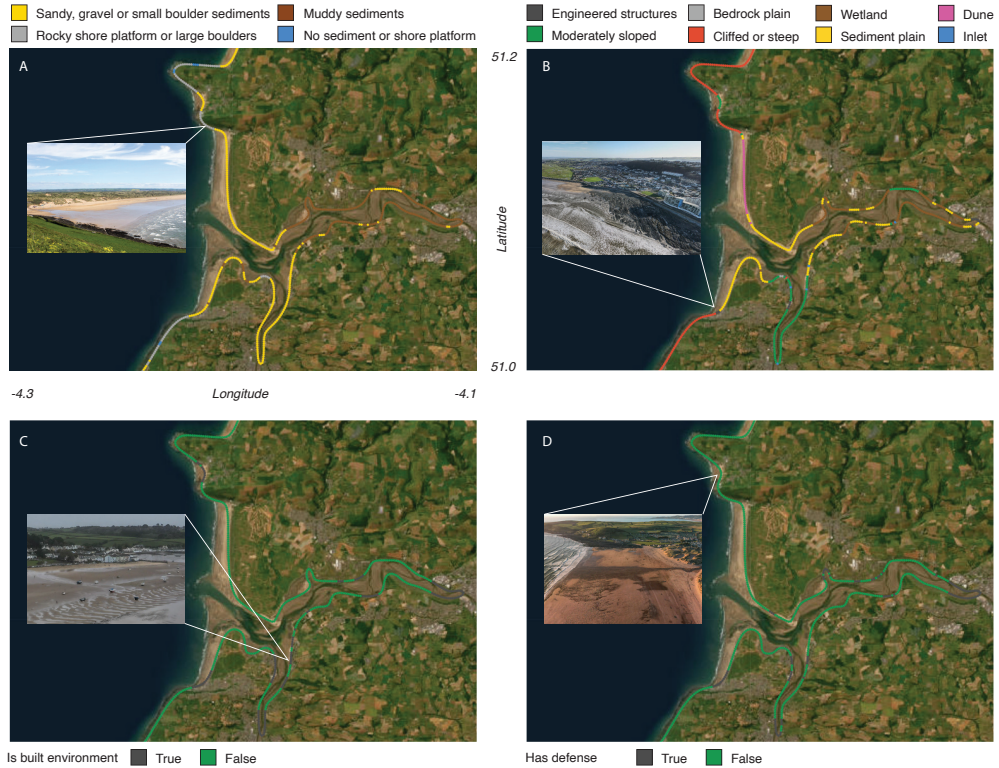 Sandy, gravel or small boulder sediments
Muddy sediments
Rocky shore platform or large boulders
No sediment or shore platform
Engineered structures
Bedrock plain
Wetland
Dune
Moderately sloped
Cliffed or steep
Sediment plain
Inlet
A
51.2
B
Latitude
51.0
-4.3
Longitude
-4.1
C
D
Is built environment
True
False
Has defense
True
False